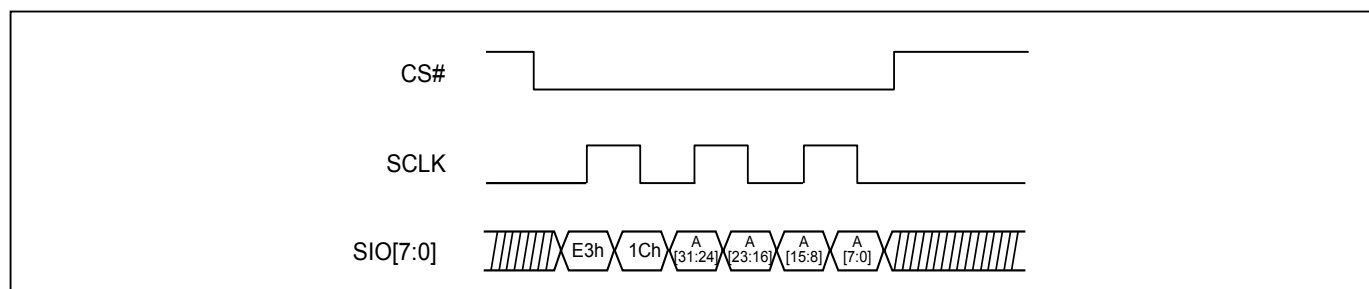 CS#
SCLK
SIO[7:0]
E3h
1Ch
A
[31:24]
A
[23:16]
A
[15:8]
A
[7:0]